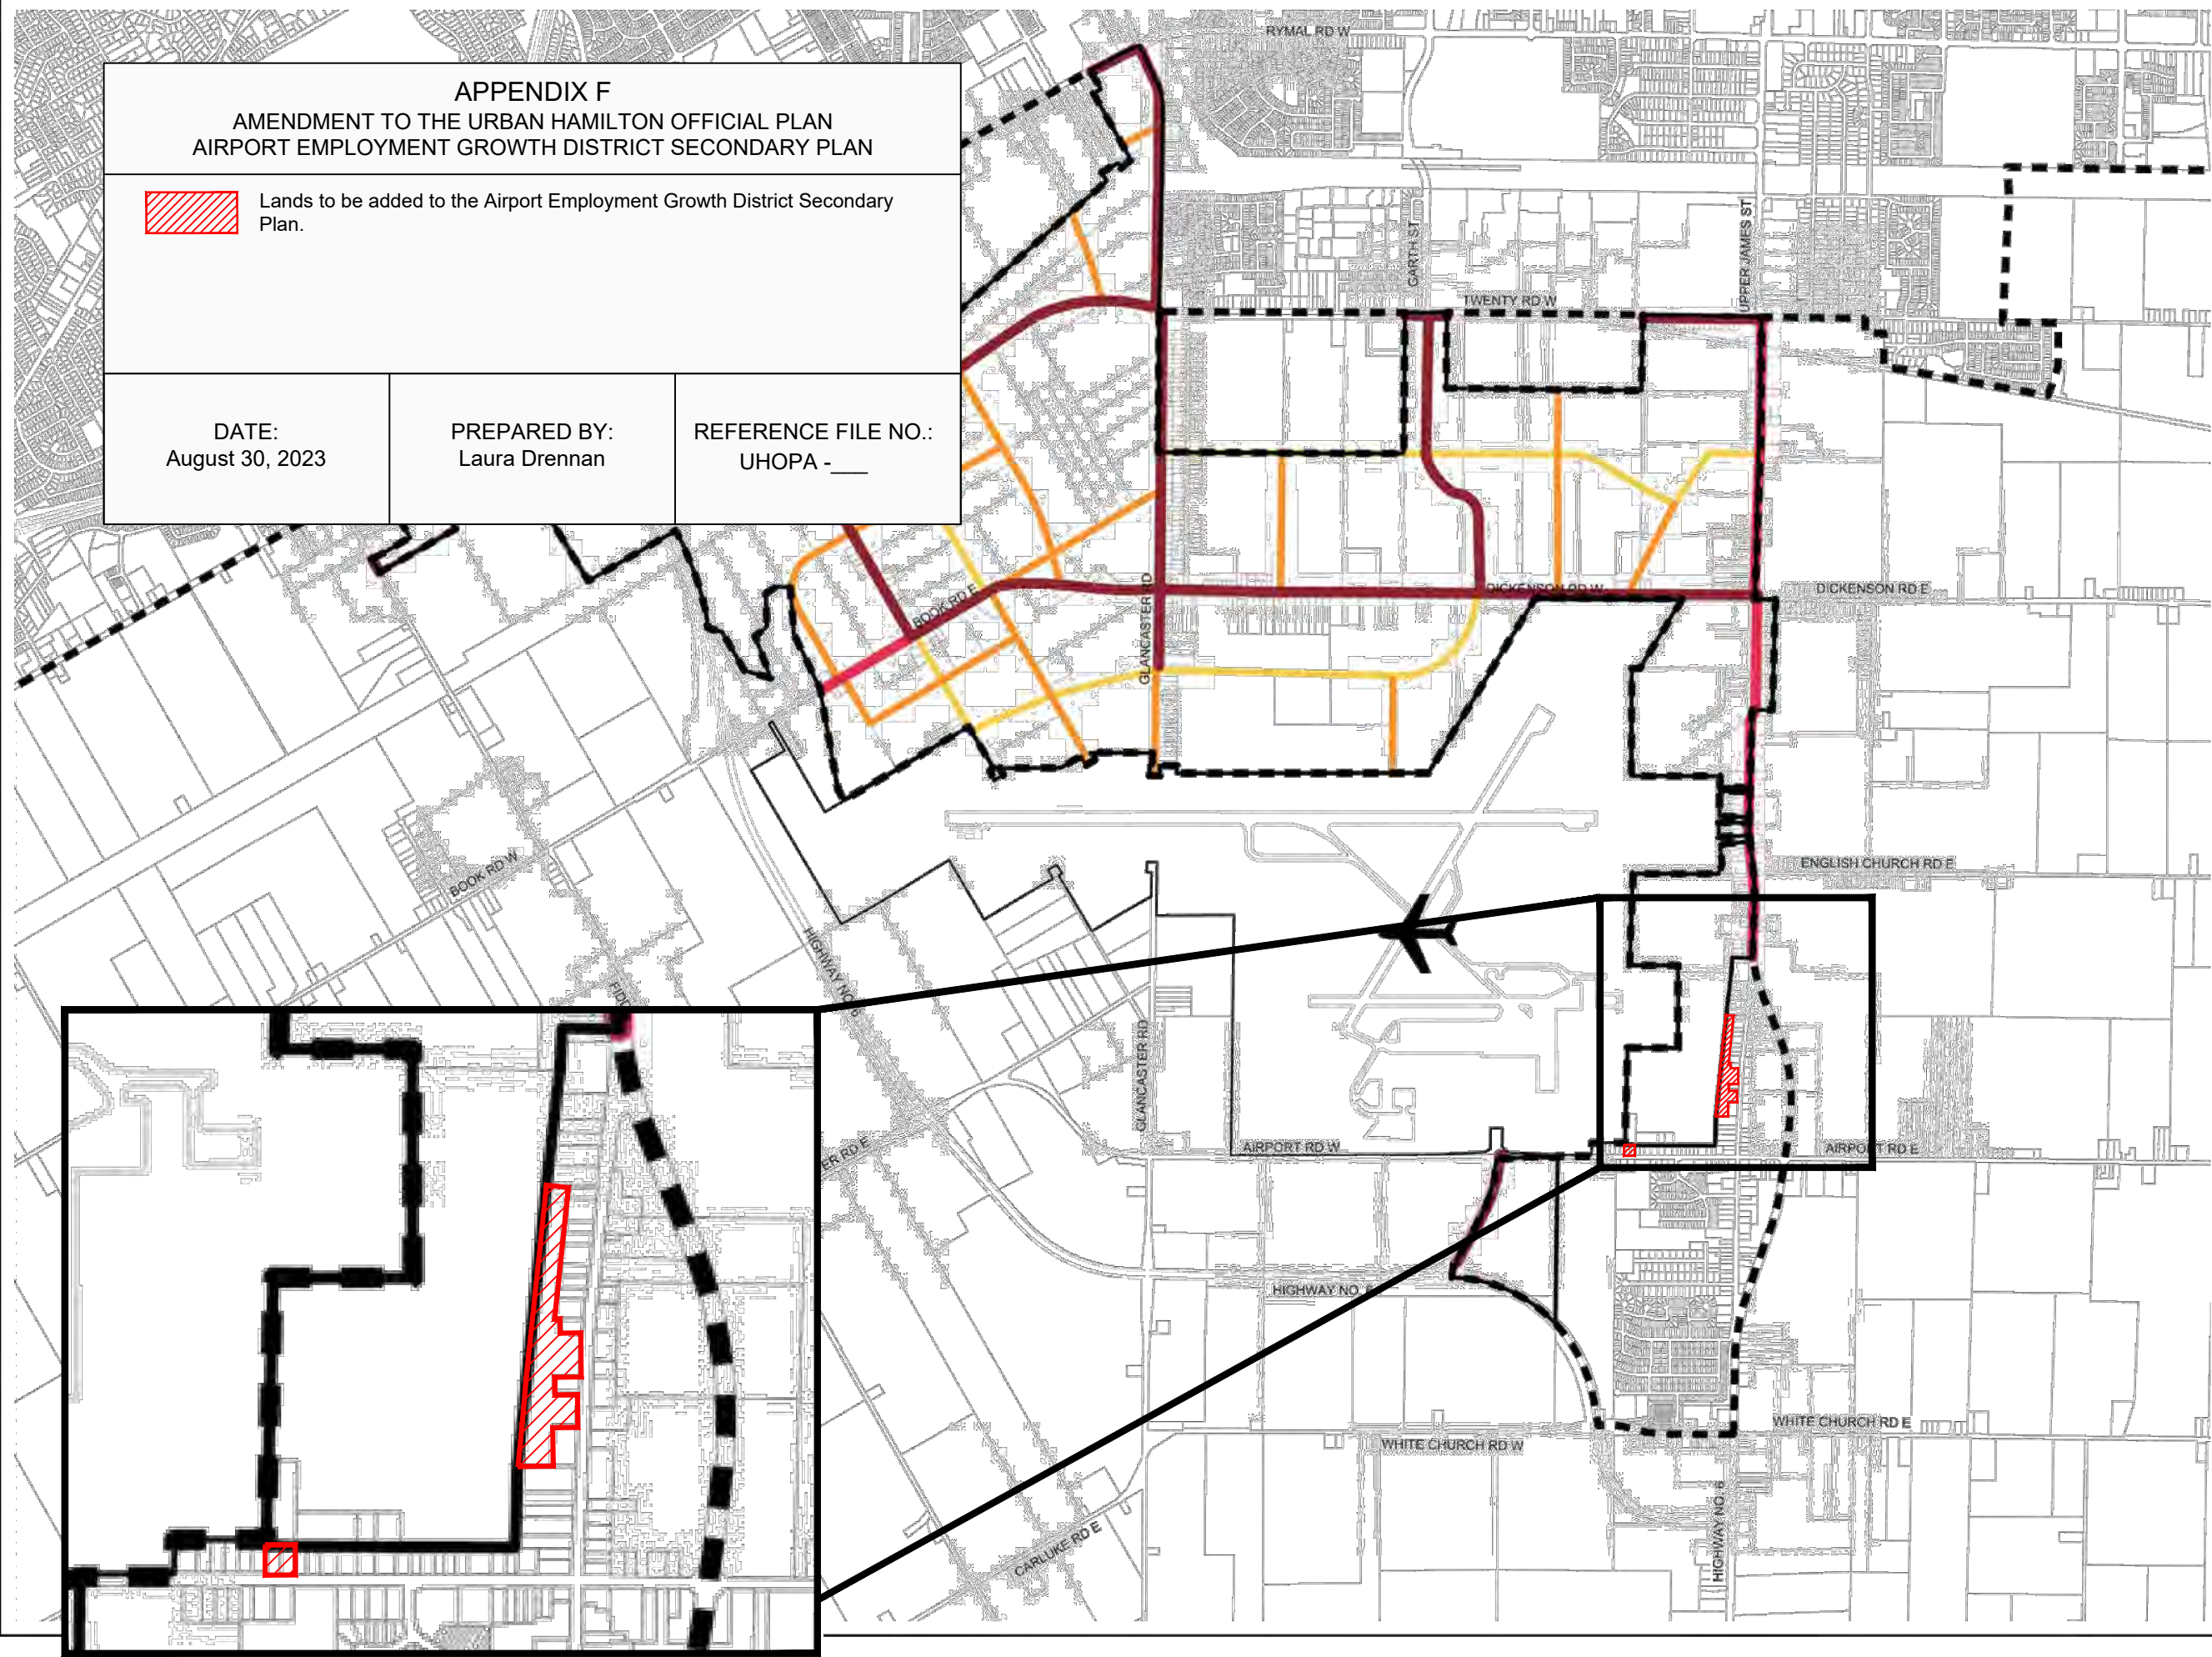 APPENDIX F
AMENDMENT TO THE URBAN HAMILTON OFFICIAL PLAN
AIRPORT EMPLOYMENT GROWTH DISTRICT SECONDARY PLAN
Lands to be added to the Airport Employment Growth District Secondary
Plan.
DATE:
August 30, 2023
PREPARED BY:
Laura Drennan
REFERENCE FILE NO.:
UHOPA -___
RYMAL RD W
GARTH ST
UPPER JAMES ST
TWENTY RD W
DICKENSON RD W
DICKENSON RD E
BOOK RD E
GLANCASTER RD
BOOK RD W
ENGLISH CHURCH RD E
HIGHWAY NO. 6
GLANCASTER RD
AIRPORT RD W
AIRPORT RD E
ER RD E
HIGHWAY NO.
WHITE CHURCH RD E
WHITE CHURCH RD W
HIGHWAY NO. 6
CARLUKE RD E